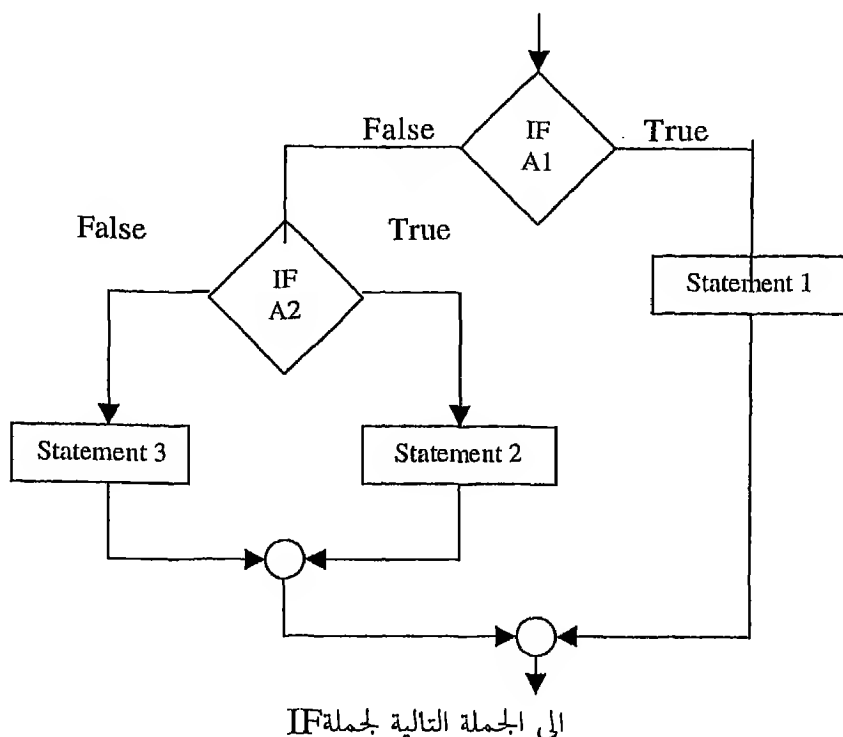 False
IF
A1
True
False
IF
A2
True
Statement 1
Statement 3
Statement 2
الى الجملة التالية لجملة IF